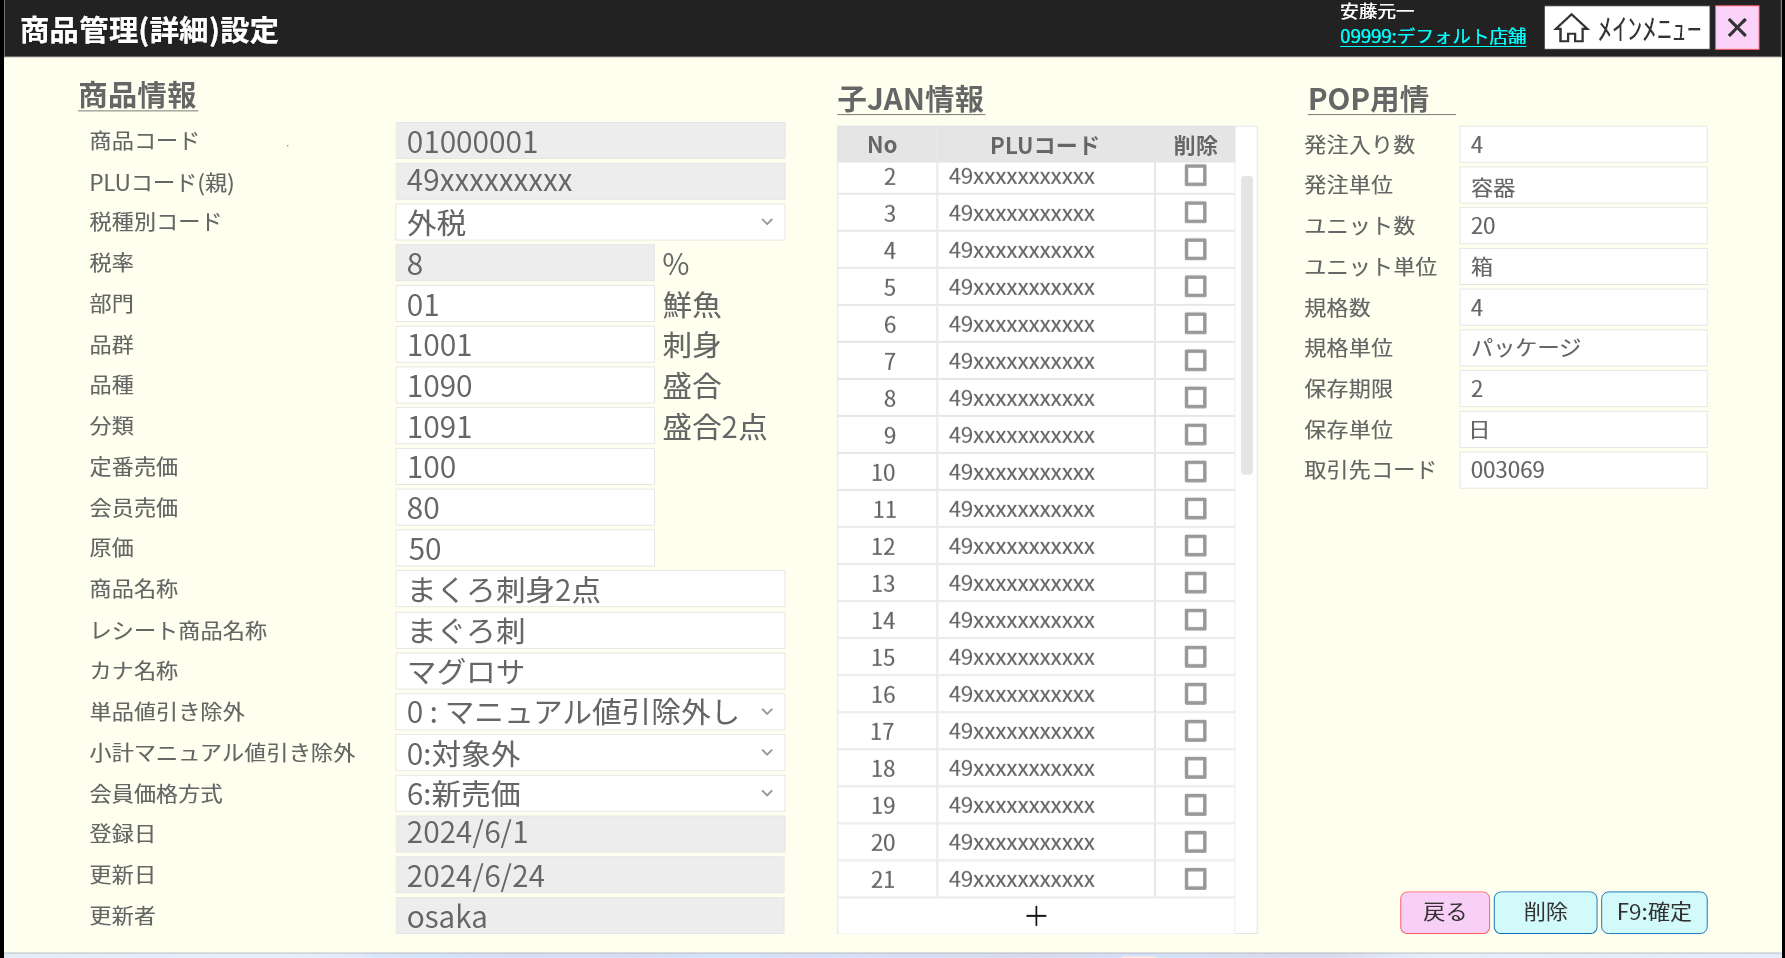 商品管理(詳細)設定
安藤元一
09999:デフォルト店舗
メインメニュー
商品情報
商品コード 01000001
PLUコード(親) 49xxxxxxxxx
税種別コード 外税
税率 8 %
部門 01 鮮魚
品群 1001 刺身
品種 1090 盛合
分類 1091 盛合2点
定番売価 100
会员売価 80
原価 50
商品名称 まくろ刺身2点
レシート商品名称 まぐろ刺
カナ名称 マグロサ
単品値引き除外 0 : マニュアル値引除外し
小計マニュアル値引き除外 0:対象外
会員価格方式 6:新売価
登録日 2024/6/1
更新日 2024/6/24
更新者 osaka
子JAN情報
No PLUコード 削除
2 49xxxxxxxxxxx
3 49xxxxxxxxxxx
4 49xxxxxxxxxxx
5 49xxxxxxxxxxx
6 49xxxxxxxxxxx
7 49xxxxxxxxxxx
8 49xxxxxxxxxxx
9 49xxxxxxxxxxx
10 49xxxxxxxxxxx
11 49xxxxxxxxxxx
12 49xxxxxxxxxxx
13 49xxxxxxxxxxx
14 49xxxxxxxxxxx
15 49xxxxxxxxxxx
16 49xxxxxxxxxxx
17 49xxxxxxxxxxx
18 49xxxxxxxxxxx
19 49xxxxxxxxxxx
20 49xxxxxxxxxxx
21 49xxxxxxxxxxx
+
POP用情
発注入り数 4
発注単位 容器
ユニット数 20
ユニット単位 箱
規格数 4
規格単位 パッケージ
保存期限 2
保存単位 日
取引先コード 003069
戻る 削除 F9:確定